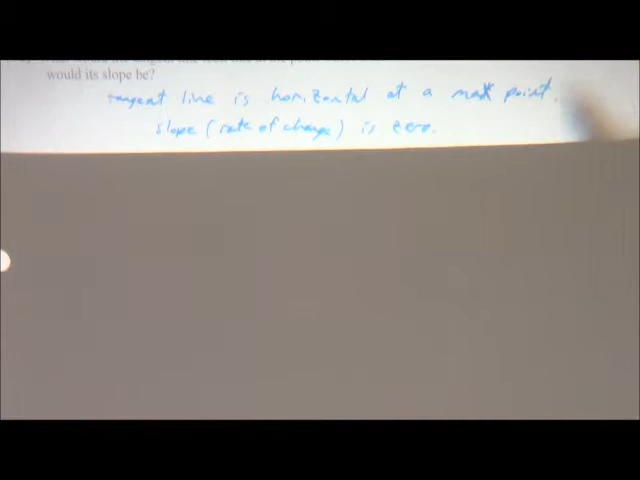 would its slope be?
tangent line is horizontal at a max point.
slope (rate of change) is zero.